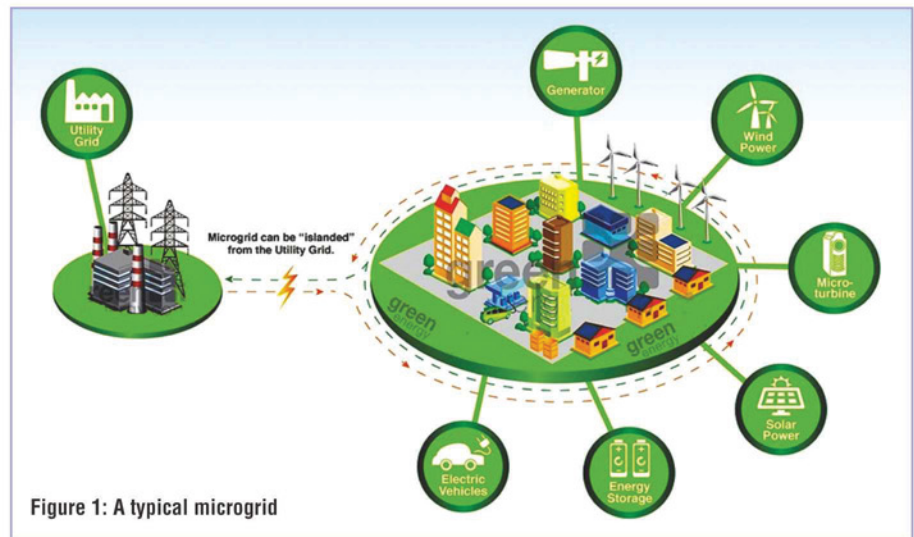 Generator
Utility
Grid
Wind
Power
Microgrid can be "islanded"
from the Utility Grid.
green
Micro-
turbine
green
energy
green
energy
Solar
Power
Electric
Vehicles
Energy
Storage
Figure 1: A typical microgrid